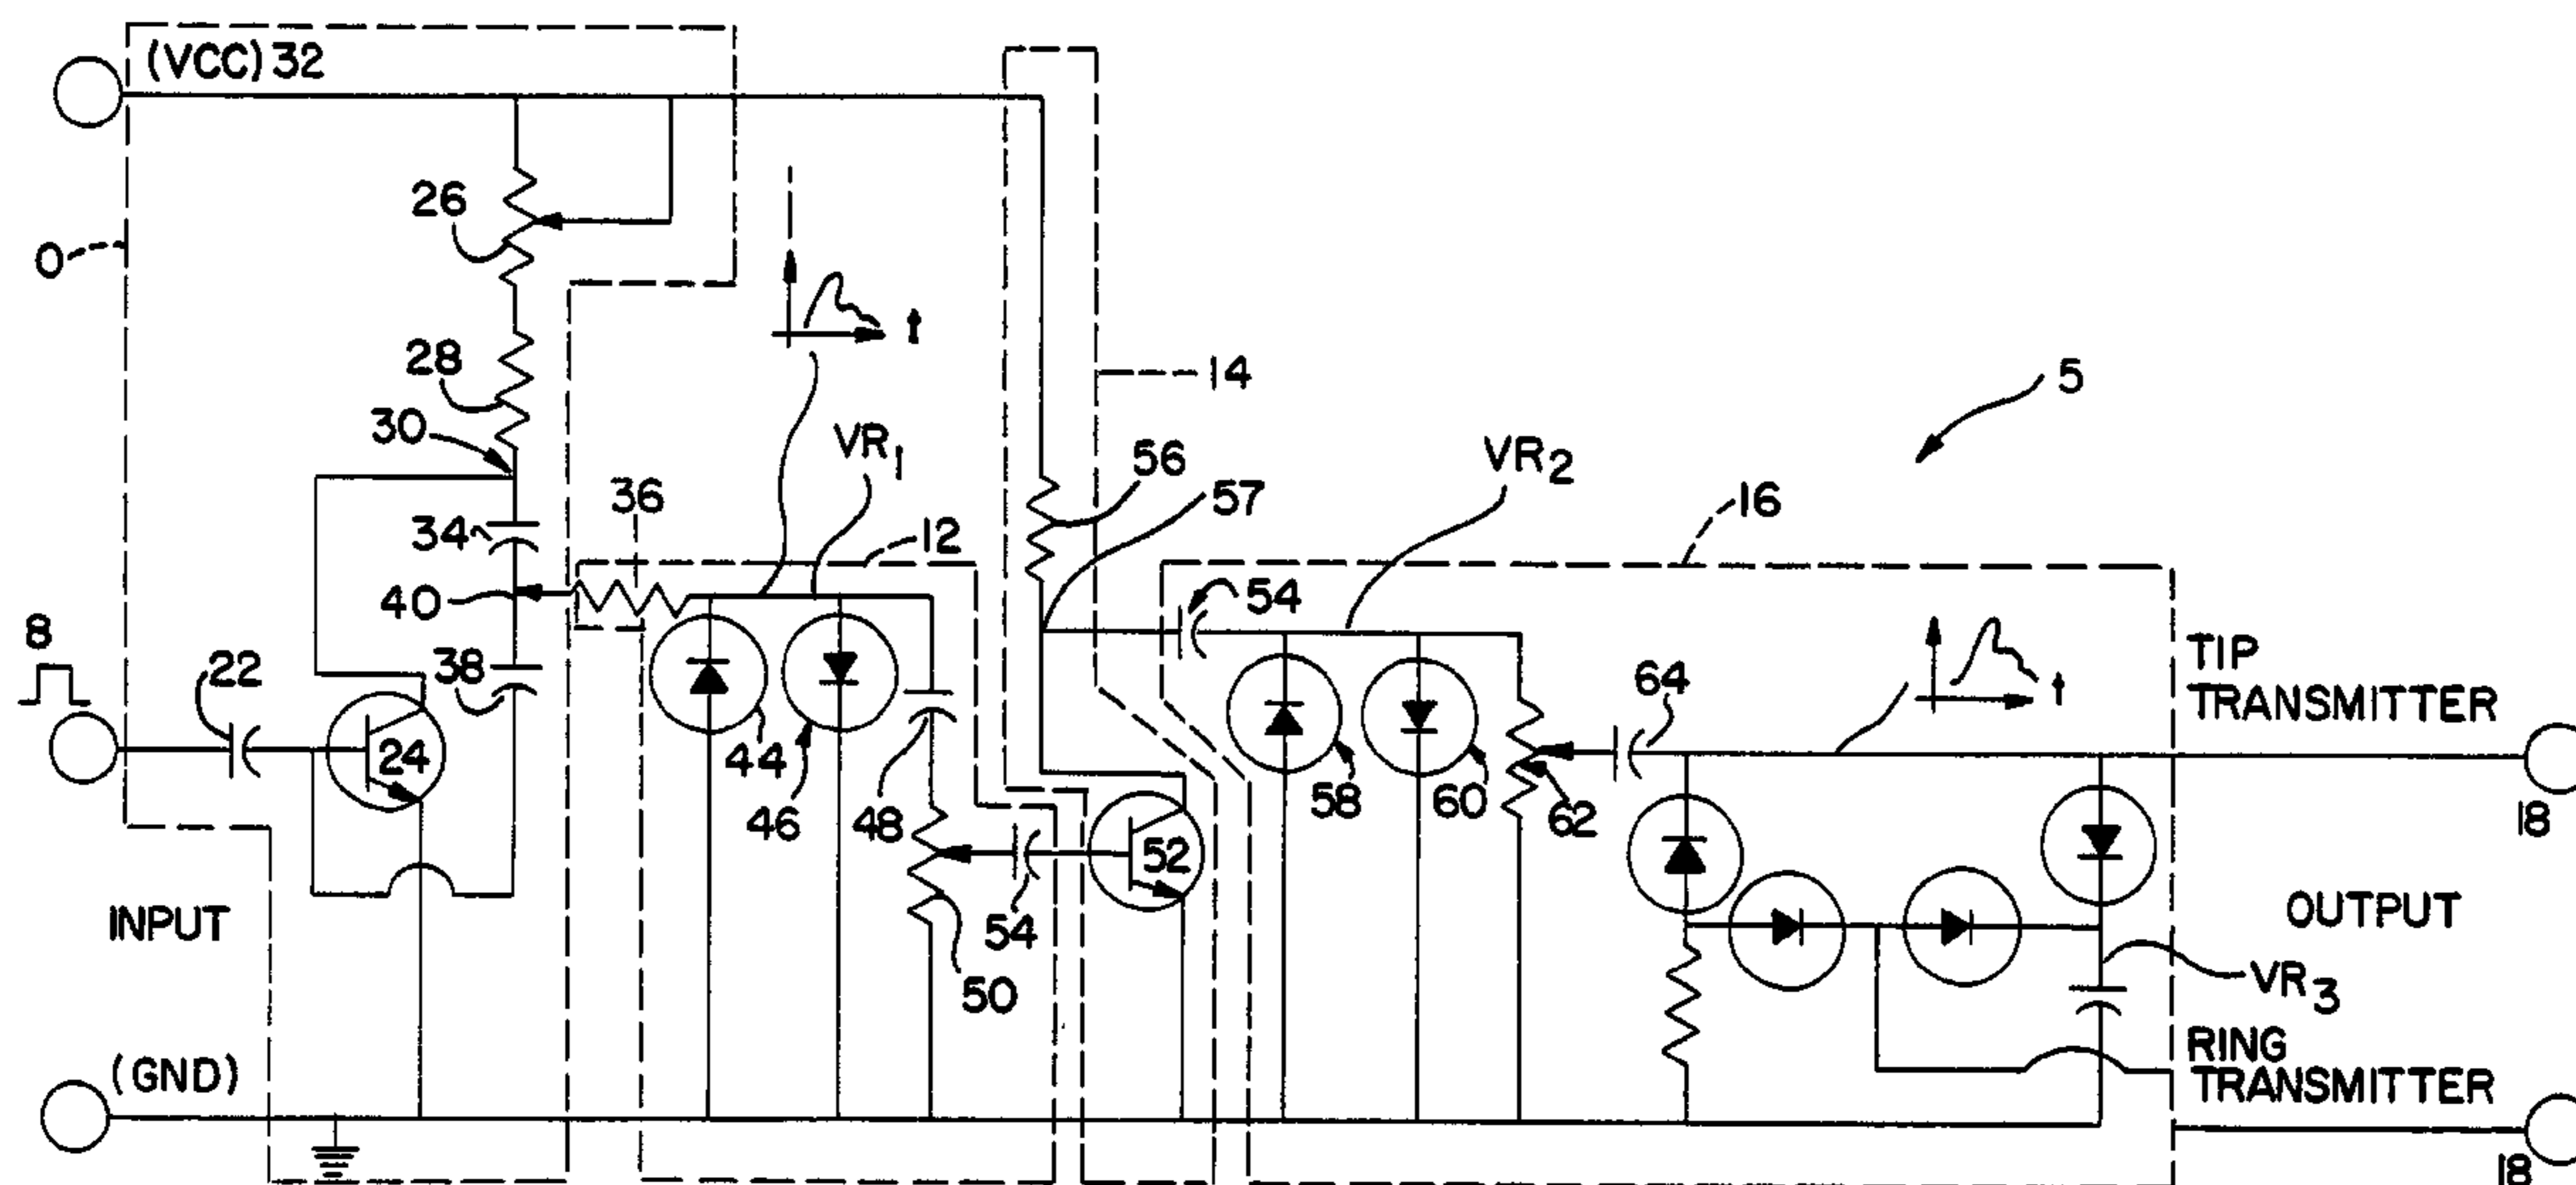 (VCC) 32
26
0
28
30
t
VR1
14
5
56
57
VR2
36
34
12
16
40
54
8
22
38
24
44
46
48
50
54
52
58
60
62
64
t
TIP
TRANSMITTER
18
INPUT
OUTPUT
VR3
(GND)
RING
TRANSMITTER
18